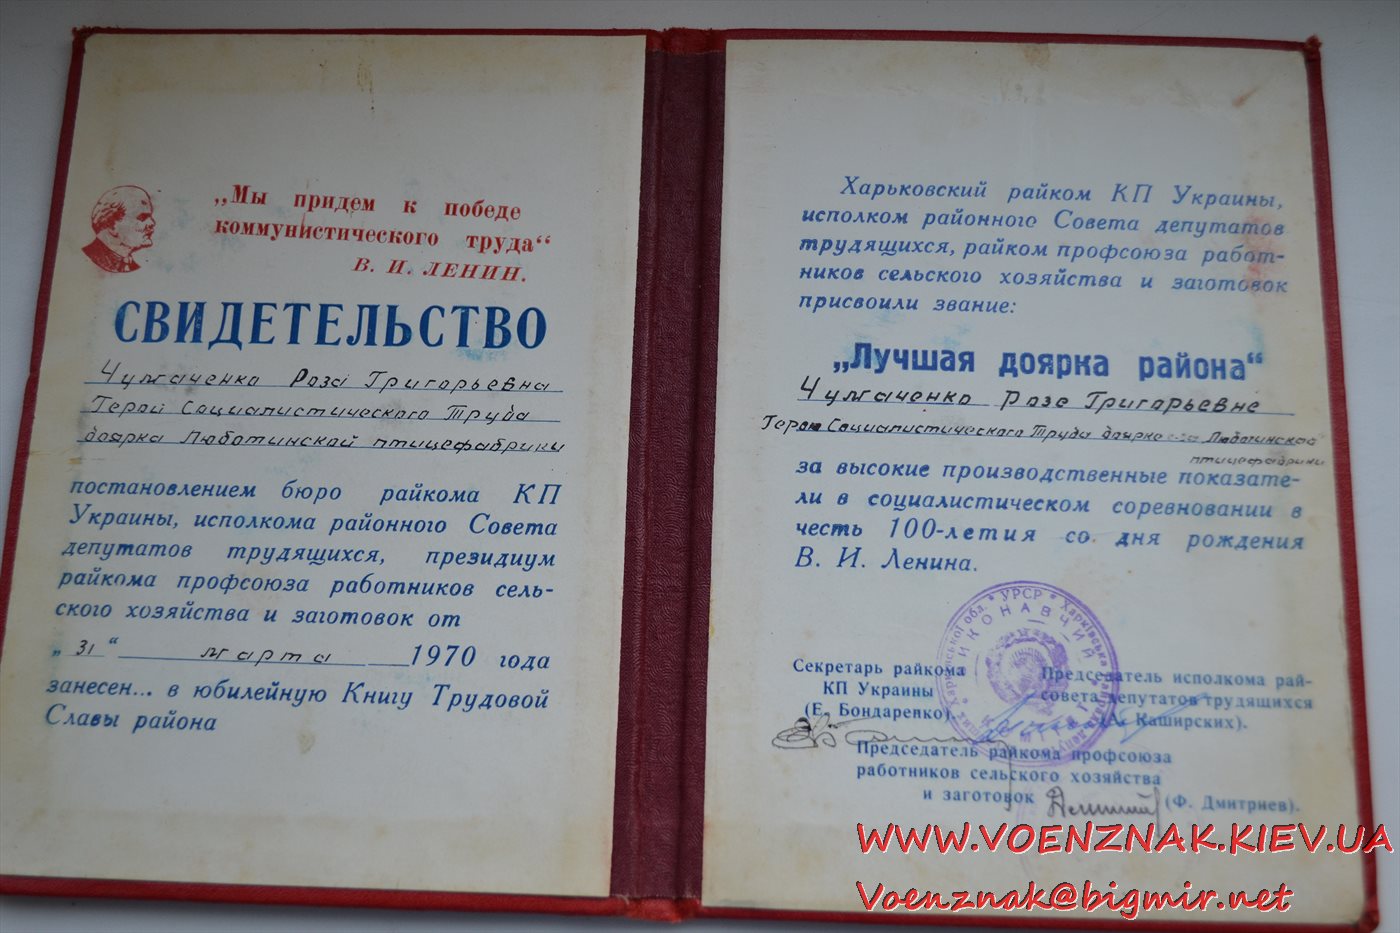 „Мы придем к победе
коммунистического труда“
В. И. ЛЕНИН.
СВИДЕТЕЛЬСТВО
Чумаченко Роза Григорьевна
Герой Социалистического Труда
доярка Люботинской птицефабрики
постановлением бюро райкома КП
Украины, исполкома районного Совета
депутатов трудящихся, президиум
райкома профсоюза работников сель-
ского хозяйства и заготовок от
„31“ марта 1970 года
занесен... в юбилейную Книгу Трудовой
Славы района
Харьковский райком КП Украины,
исполком районного Совета депутатов
трудящихся, райком профсоюза работ-
ников сельского хозяйства и заготовок
присвоили звание:
„Лучшая доярка района“
Чумаченко Розе Григорьевне
Герою Социалистического Труда доярке Люботинской
птицефабрики
за высокие производственные показате-
ли в социалистическом соревновании в
честь 100-летия со дня рождения
В. И. Ленина.
Секретарь райкома
КП Украины
(Е. Бондаренко).
Председатель исполкома рай-
совета депутатов трудящихся
(А. Каширских).
Председатель райкома профсоюза
работников сельского хозяйства
и заготовок (Ф. Дмитриев).
УРСР * Харківська
WWW.VOENZNAK.KIEV.UA
Voenznak@bigmir.net